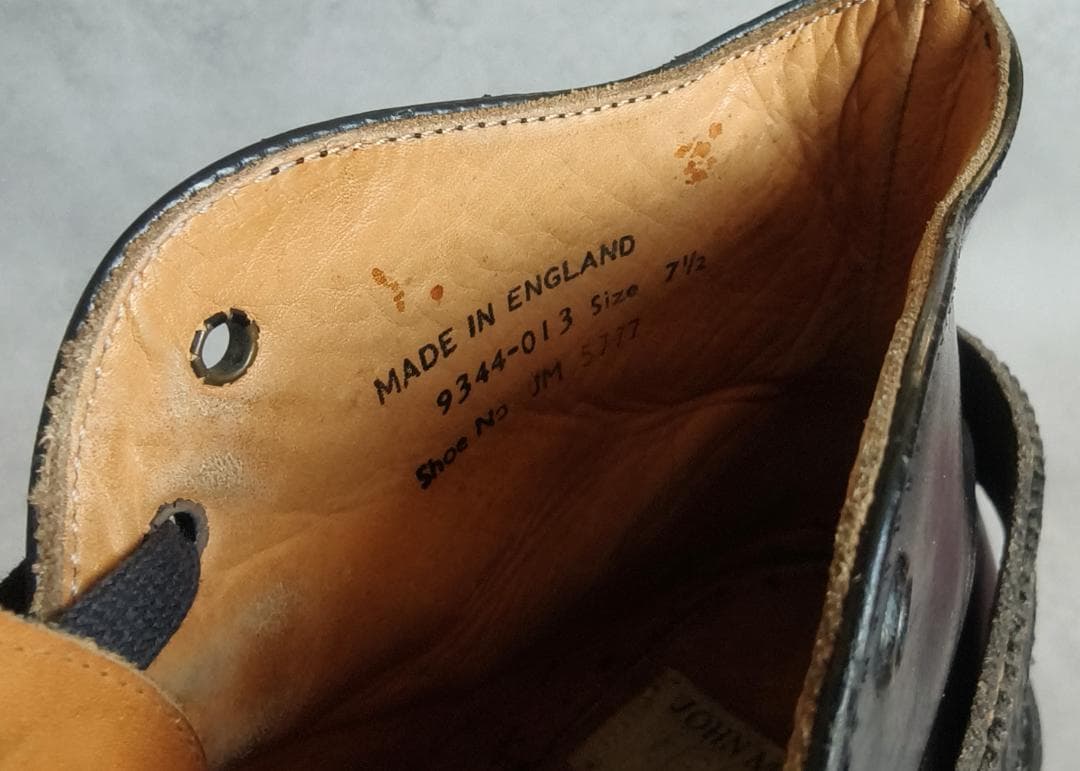 MADE IN ENGLAND
9344-013 Size 7½
Shoe No JM 5777
JOHN